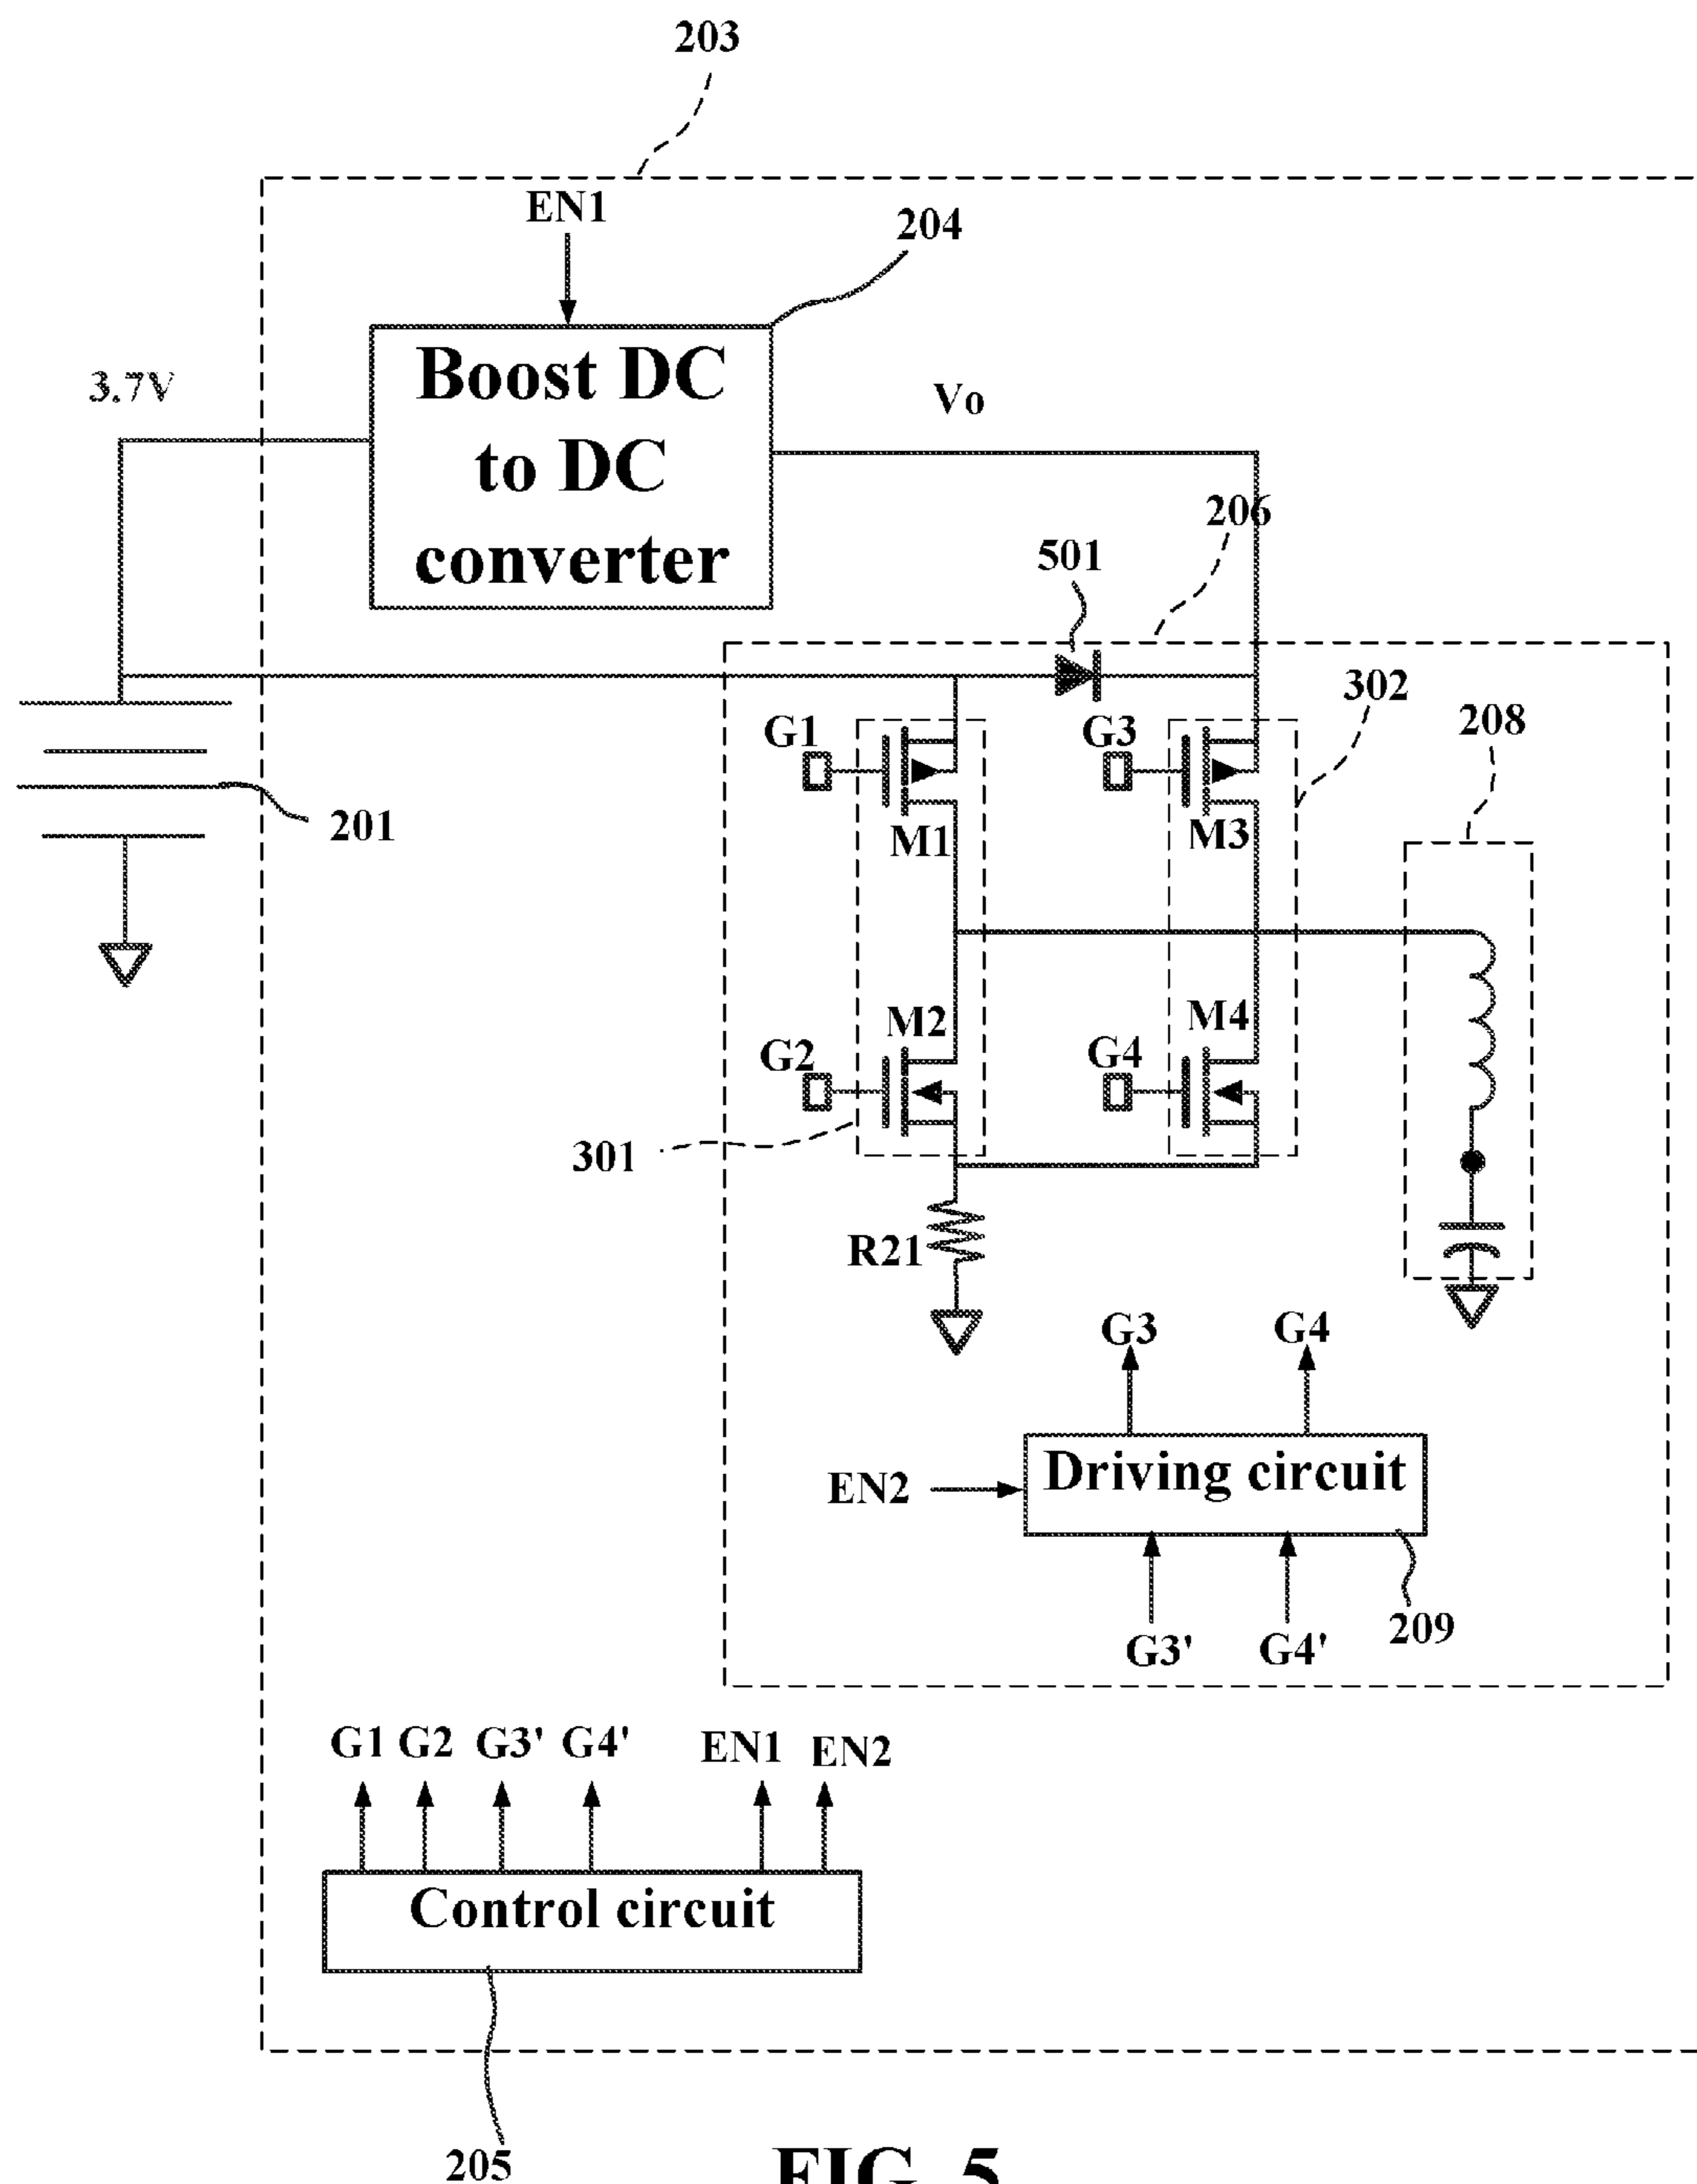 203
EN1
204
Boost DC
to DC
converter
3.7V
Vo
206
501
302
208
G1
G3
201
M1
M3
M2
M4
G2
G4
301
R21
G3
G4
EN2
Driving circuit
G3'
G4'
209
G1
G2
G3'
G4'
EN1
EN2
Control circuit
205
FIG. 5